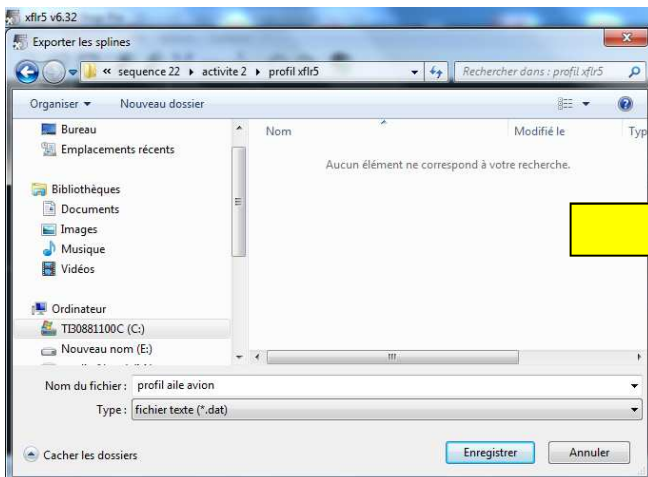 xflr5 v6.32
Exporter les splines
« sequence 22 ▸ activite 2 ▸ profil xflr5
Rechercher dans : profil xflr5
Organiser ▾ Nouveau dossier
Nom Modifié le Typ
Aucun élément ne correspond à votre recherche.
Bureau
Emplacements récents
Bibliothèques
Documents
Images
Musique
Vidéos
Ordinateur
TI30881100C (C:)
Nouveau nom (E:)
Nom du fichier : profil aile avion
Type : fichier texte (*.dat)
Cacher les dossiers
Enregistrer Annuler